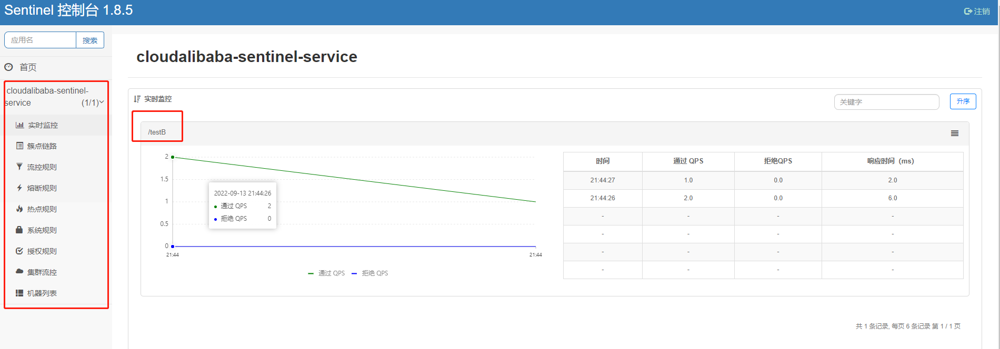 Sentinel 控制台 1.8.5
注销
应用名
搜索
首页
cloudalibaba-sentinel-
service
(1/1)
实时监控
簇点链路
流控规则
熔断规则
热点规则
系统规则
授权规则
集群流控
机器列表
cloudalibaba-sentinel-service
实时监控
关键字
升序
/testB
2
1.5
1
0.5
0
21:44
21:44
2022-09-13 21:44:26
通过 QPS 2
拒绝 QPS 0
通过 QPS 拒绝 QPS
时间 通过 QPS 拒绝QPS 响应时间（ms）
21:44:27 1.0 0.0 2.0
21:44:26 2.0 0.0 6.0
- - - -
- - - -
- - - -
- - - -
共 1 条记录, 每页 6 条记录 第 1 / 1 页